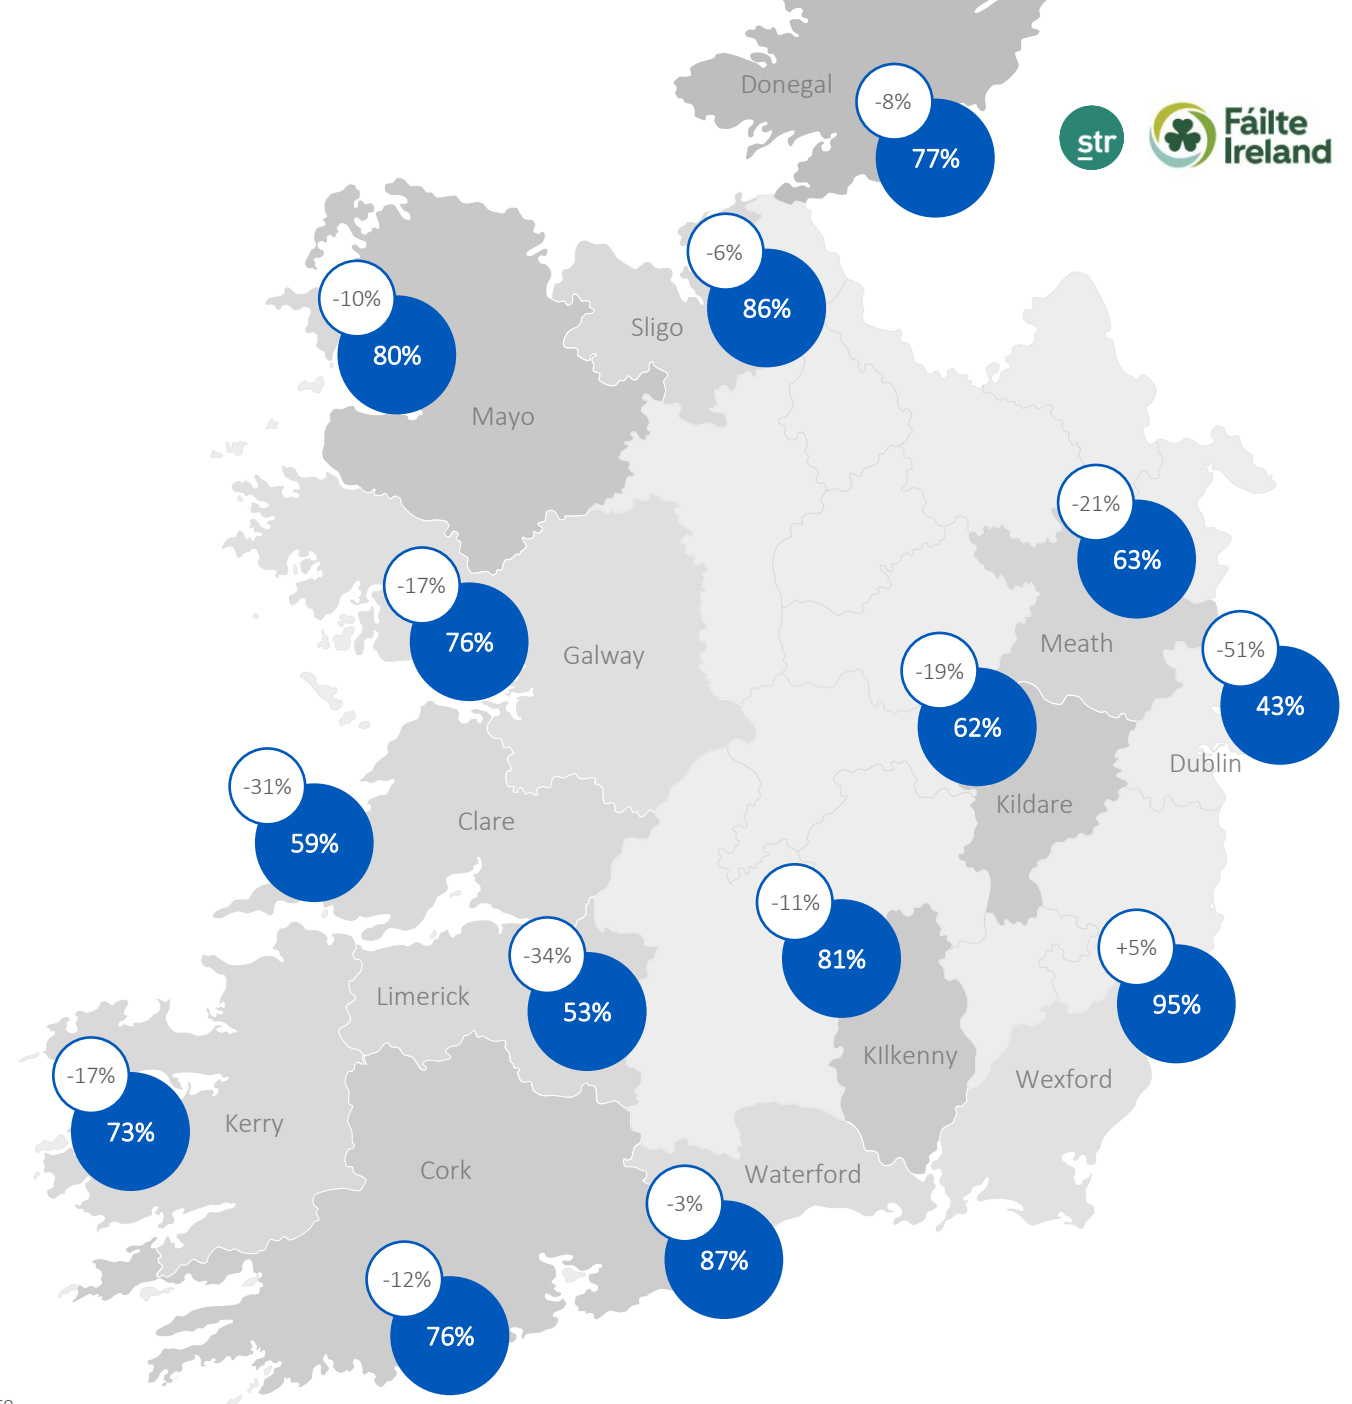 Donegal
-8%
77%
str
Fáilte
Ireland
-6%
86%
Sligo
-10%
80%
Mayo
-21%
63%
Meath
-17%
76%
Galway
-51%
43%
Dublin
-19%
62%
Kildare
-31%
59%
Clare
-11%
81%
KIlkenny
-34%
53%
Limerick
+5%
95%
Wexford
-17%
73%
Kerry
Cork
-12%
76%
Waterford
-3%
87%